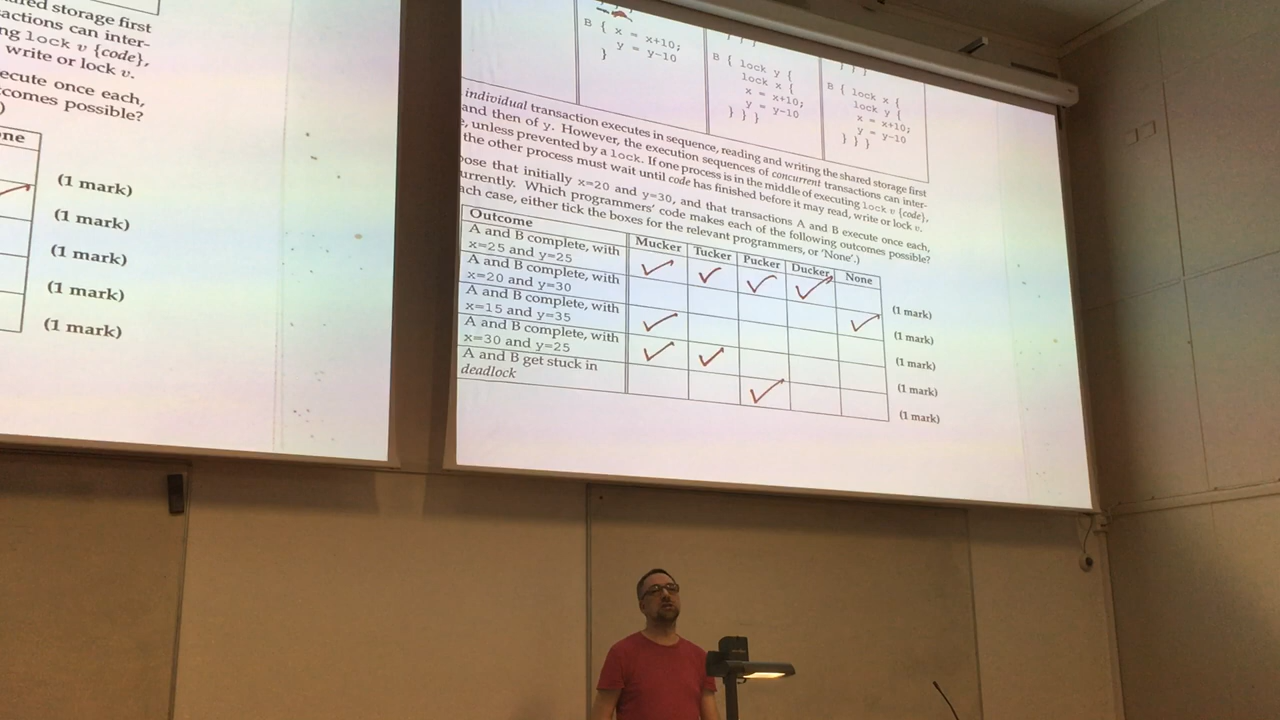 ared storage first
actions can inter-
ng lock v {code},
write or lock v.
ecute once each,
comes possible?
)
ne
(1 mark)
(1 mark)
(1 mark)
(1 mark)
(1 mark)
B { x = x+10;
y = y-10
}
} } }
B { lock y {
lock x {
x = x+10;
y = y-10
} } }
} } }
B { lock x {
lock y {
x = x+10;
y = y-10
} } }
individual transaction executes in sequence, reading and writing the shared storage first
and then of y. However, the execution sequences of concurrent transactions can inter-
, unless prevented by a lock. If one process is in the middle of executing lock v {code},
the other process must wait until code has finished before it may read, write or lock v.
pose that initially x=20 and y=30, and that transactions A and B execute once each,
urrently. Which programmers' code makes each of the following outcomes possible?
ach case, either tick the boxes for the relevant programmers, or 'None'.)
Outcome Mucker Tucker Pucker Ducker None
A and B complete, with
x=25 and y=25 ✓ ✓ ✓ ✓ (1 mark)
A and B complete, with
x=20 and y=30 ✓ (1 mark)
A and B complete, with
x=15 and y=35 ✓ (1 mark)
A and B complete, with
x=30 and y=25 ✓ ✓ (1 mark)
A and B get stuck in
deadlock ✓ (1 mark)